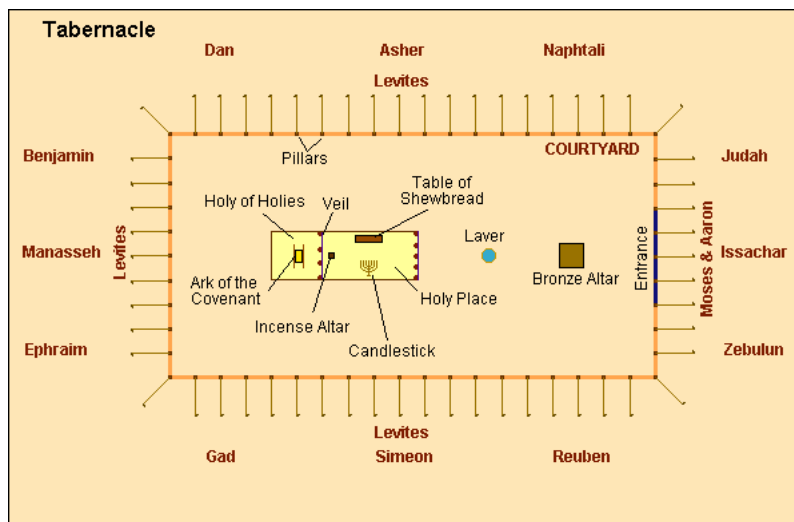 Tabernacle
Dan
Asher
Naphtali
Levites
COURTYARD
Benjamin
Pillars
Judah
Table of
Shewbread
Holy of Holies
Veil
Laver
Manasseh
Levites
Entrance
Moses & Aaron
Issachar
Ark of the
Covenant
Bronze Altar
Holy Place
Incense Altar
Candlestick
Ephraim
Zebulun
Levites
Gad
Simeon
Reuben